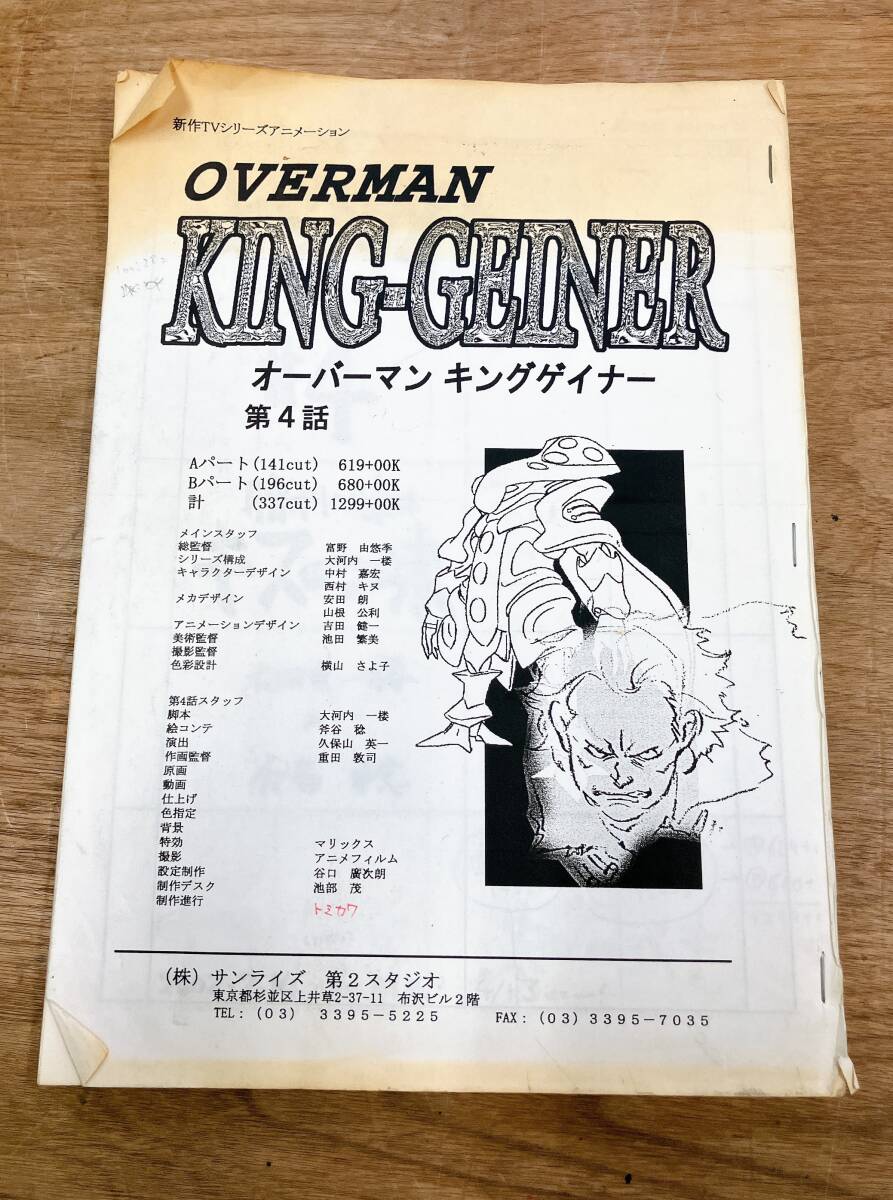 新作TVシリーズアニメーション
OVERMAN
KING-GEINER
オーバーマン キングゲイナー
第4話
Aパート(141cut) 619+00K
Bパート(196cut) 680+00K
計 (337cut) 1299+00K
メインスタッフ
総監督 富野 由悠季
シリーズ構成 大河内 一楼
キャラクターデザイン 中村 嘉宏
西村 キヌ
メカデザイン 安田 朗
山根 公利
アニメーションデザイン 吉田 健一
美術監督 池田 繁美
撮影監督
色彩設計 横山 さよ子
第4話スタッフ
脚本 大河内 一楼
絵コンテ 斧谷 稔
演出 久保山 英一
作画監督 重田 敦司
原画
動画
仕上げ
色指定
背景
特効 マリックス
撮影 アニメフィルム
設定制作 谷口 廣次朗
制作デスク 池部 茂
制作進行 トミカワ
(株) サンライズ 第2スタジオ
東京都杉並区上井草2-37-11 布沢ビル2階
TEL: (03) 3395-5225 FAX: (03) 3395-7035